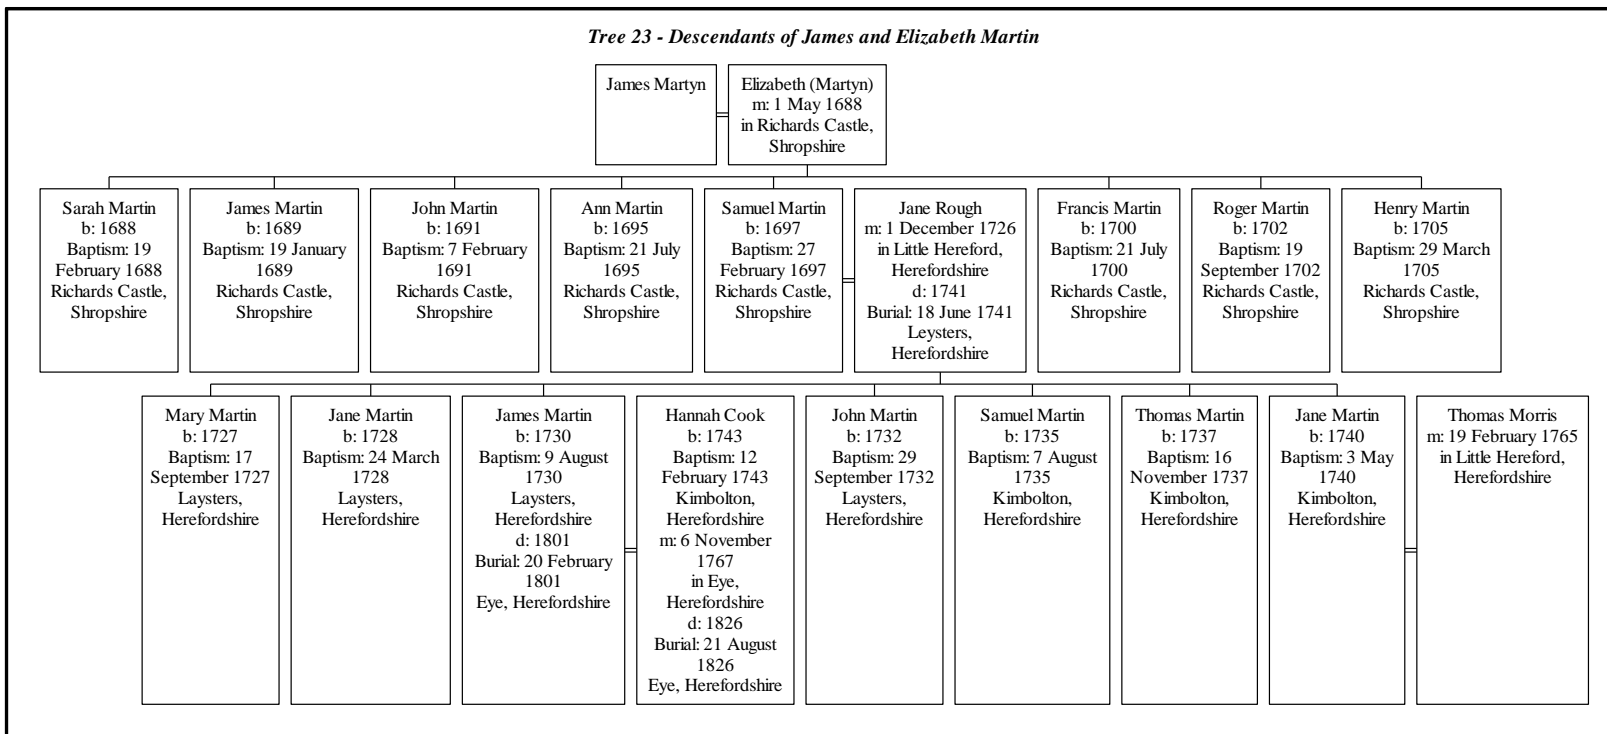 Tree 23 - Descendants of James and Elizabeth Martin
James Martyn
Elizabeth (Martyn)
m: 1 May 1688
in Richards Castle,
Shropshire
Sarah Martin
b: 1688
Baptism: 19
February 1688
Richards Castle,
Shropshire
James Martin
b: 1689
Baptism: 19 January
1689
Richards Castle,
Shropshire
John Martin
b: 1691
Baptism: 7 February
1691
Richards Castle,
Shropshire
Ann Martin
b: 1695
Baptism: 21 July
1695
Richards Castle,
Shropshire
Samuel Martin
b: 1697
Baptism: 27
February 1697
Richards Castle,
Shropshire
Jane Rough
m: 1 December 1726
in Little Hereford,
Herefordshire
d: 1741
Burial: 18 June 1741
Leysters,
Herefordshire
Francis Martin
b: 1700
Baptism: 21 July
1700
Richards Castle,
Shropshire
Roger Martin
b: 1702
Baptism: 19
September 1702
Richards Castle,
Shropshire
Henry Martin
b: 1705
Baptism: 29 March
1705
Richards Castle,
Shropshire
Mary Martin
b: 1727
Baptism: 17
September 1727
Laysters,
Herefordshire
Jane Martin
b: 1728
Baptism: 24 March
1728
Laysters,
Herefordshire
James Martin
b: 1730
Baptism: 9 August
1730
Laysters,
Herefordshire
d: 1801
Burial: 20 February
1801
Eye, Herefordshire
Hannah Cook
b: 1743
Baptism: 12
February 1743
Kimbolton,
Herefordshire
m: 6 November
1767
in Eye,
Herefordshire
d: 1826
Burial: 21 August
1826
Eye, Herefordshire
John Martin
b: 1732
Baptism: 29
September 1732
Laysters,
Herefordshire
Samuel Martin
b: 1735
Baptism: 7 August
1735
Kimbolton,
Herefordshire
Thomas Martin
b: 1737
Baptism: 16
November 1737
Kimbolton,
Herefordshire
Jane Martin
b: 1740
Baptism: 3 May
1740
Kimbolton,
Herefordshire
Thomas Morris
m: 19 February 1765
in Little Hereford,
Herefordshire